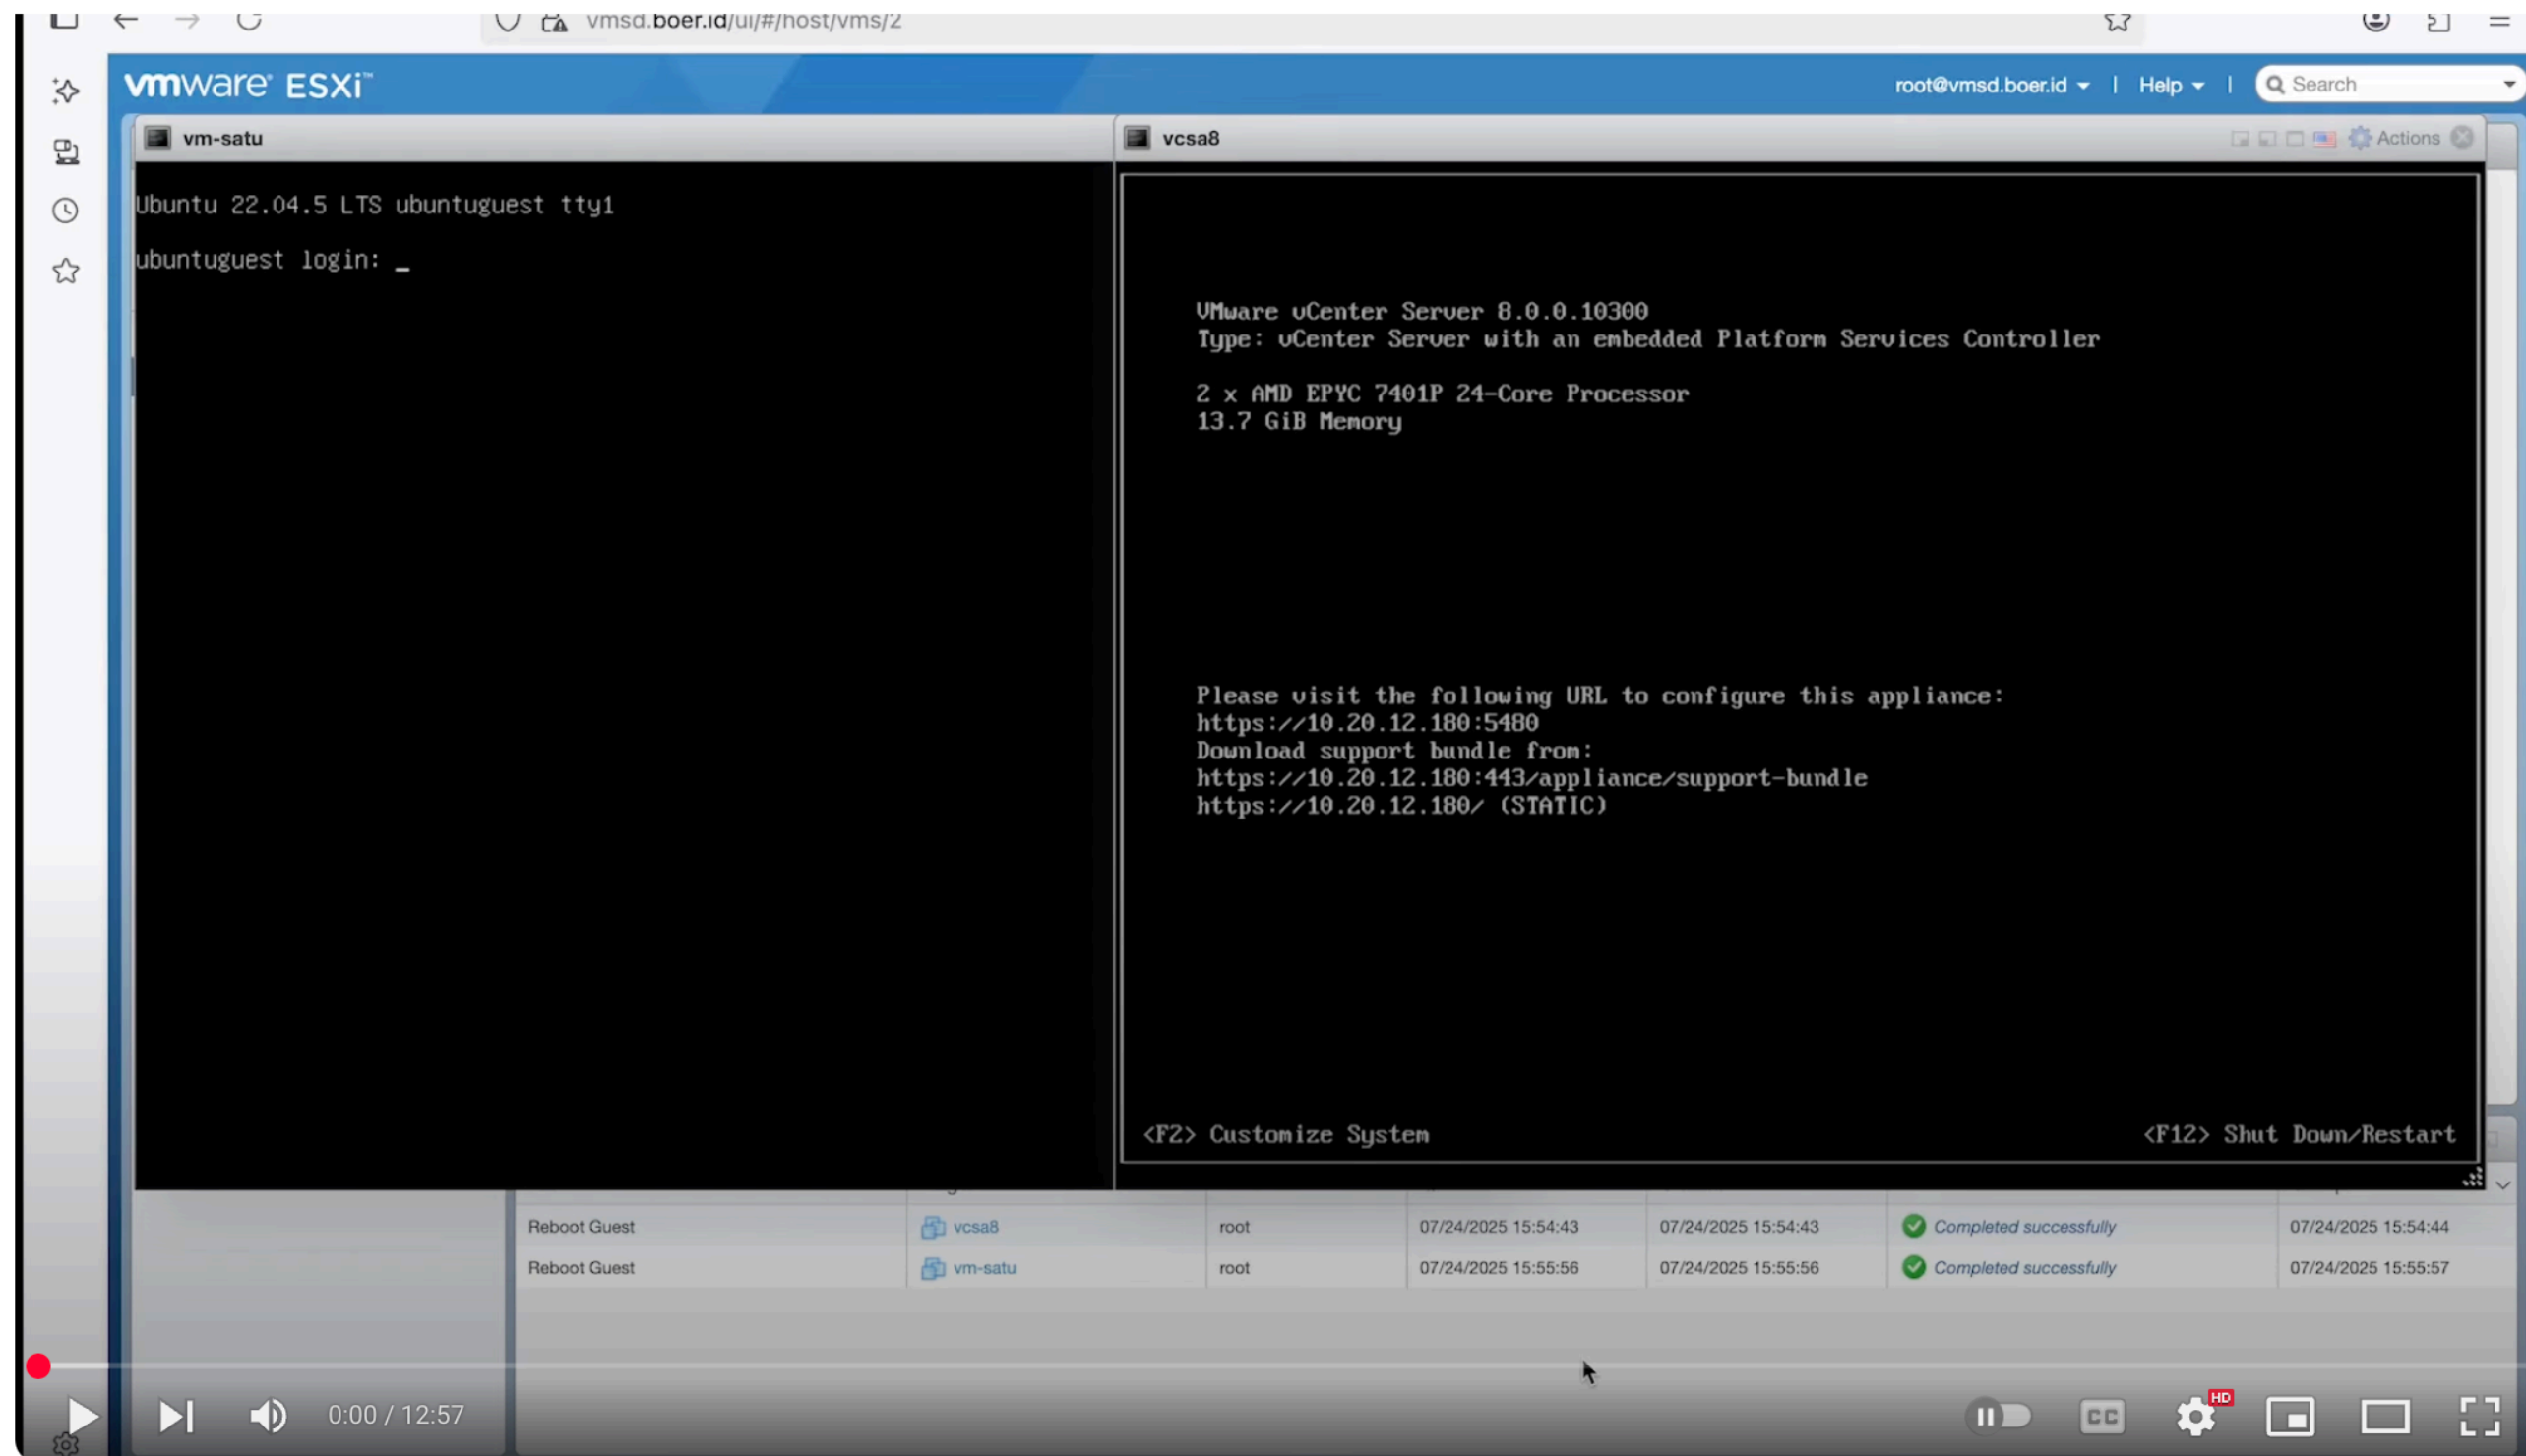 vmsd.boer.id/ui/#/host/vms/2
vmware ESXi™
root@vmsd.boer.id | Help | Search
vm-satu
Ubuntu 22.04.5 LTS ubuntuguest tty1
ubuntuguest login: _
vcsa8
Actions
VMware vCenter Server 8.0.0.10300
Type: vCenter Server with an embedded Platform Services Controller
2 x AMD EPYC 7401P 24-Core Processor
13.7 GiB Memory
Please visit the following URL to configure this appliance:
https://10.20.12.180:5480
Download support bundle from:
https://10.20.12.180:443/appliance/support-bundle
https://10.20.12.180/ (STATIC)
<F2> Customize System
<F12> Shut Down/Restart
Reboot Guest vcsa8 root 07/24/2025 15:54:43 07/24/2025 15:54:43 Completed successfully 07/24/2025 15:54:44
Reboot Guest vm-satu root 07/24/2025 15:55:56 07/24/2025 15:55:56 Completed successfully 07/24/2025 15:55:57
0:00 / 12:57
CC
HD